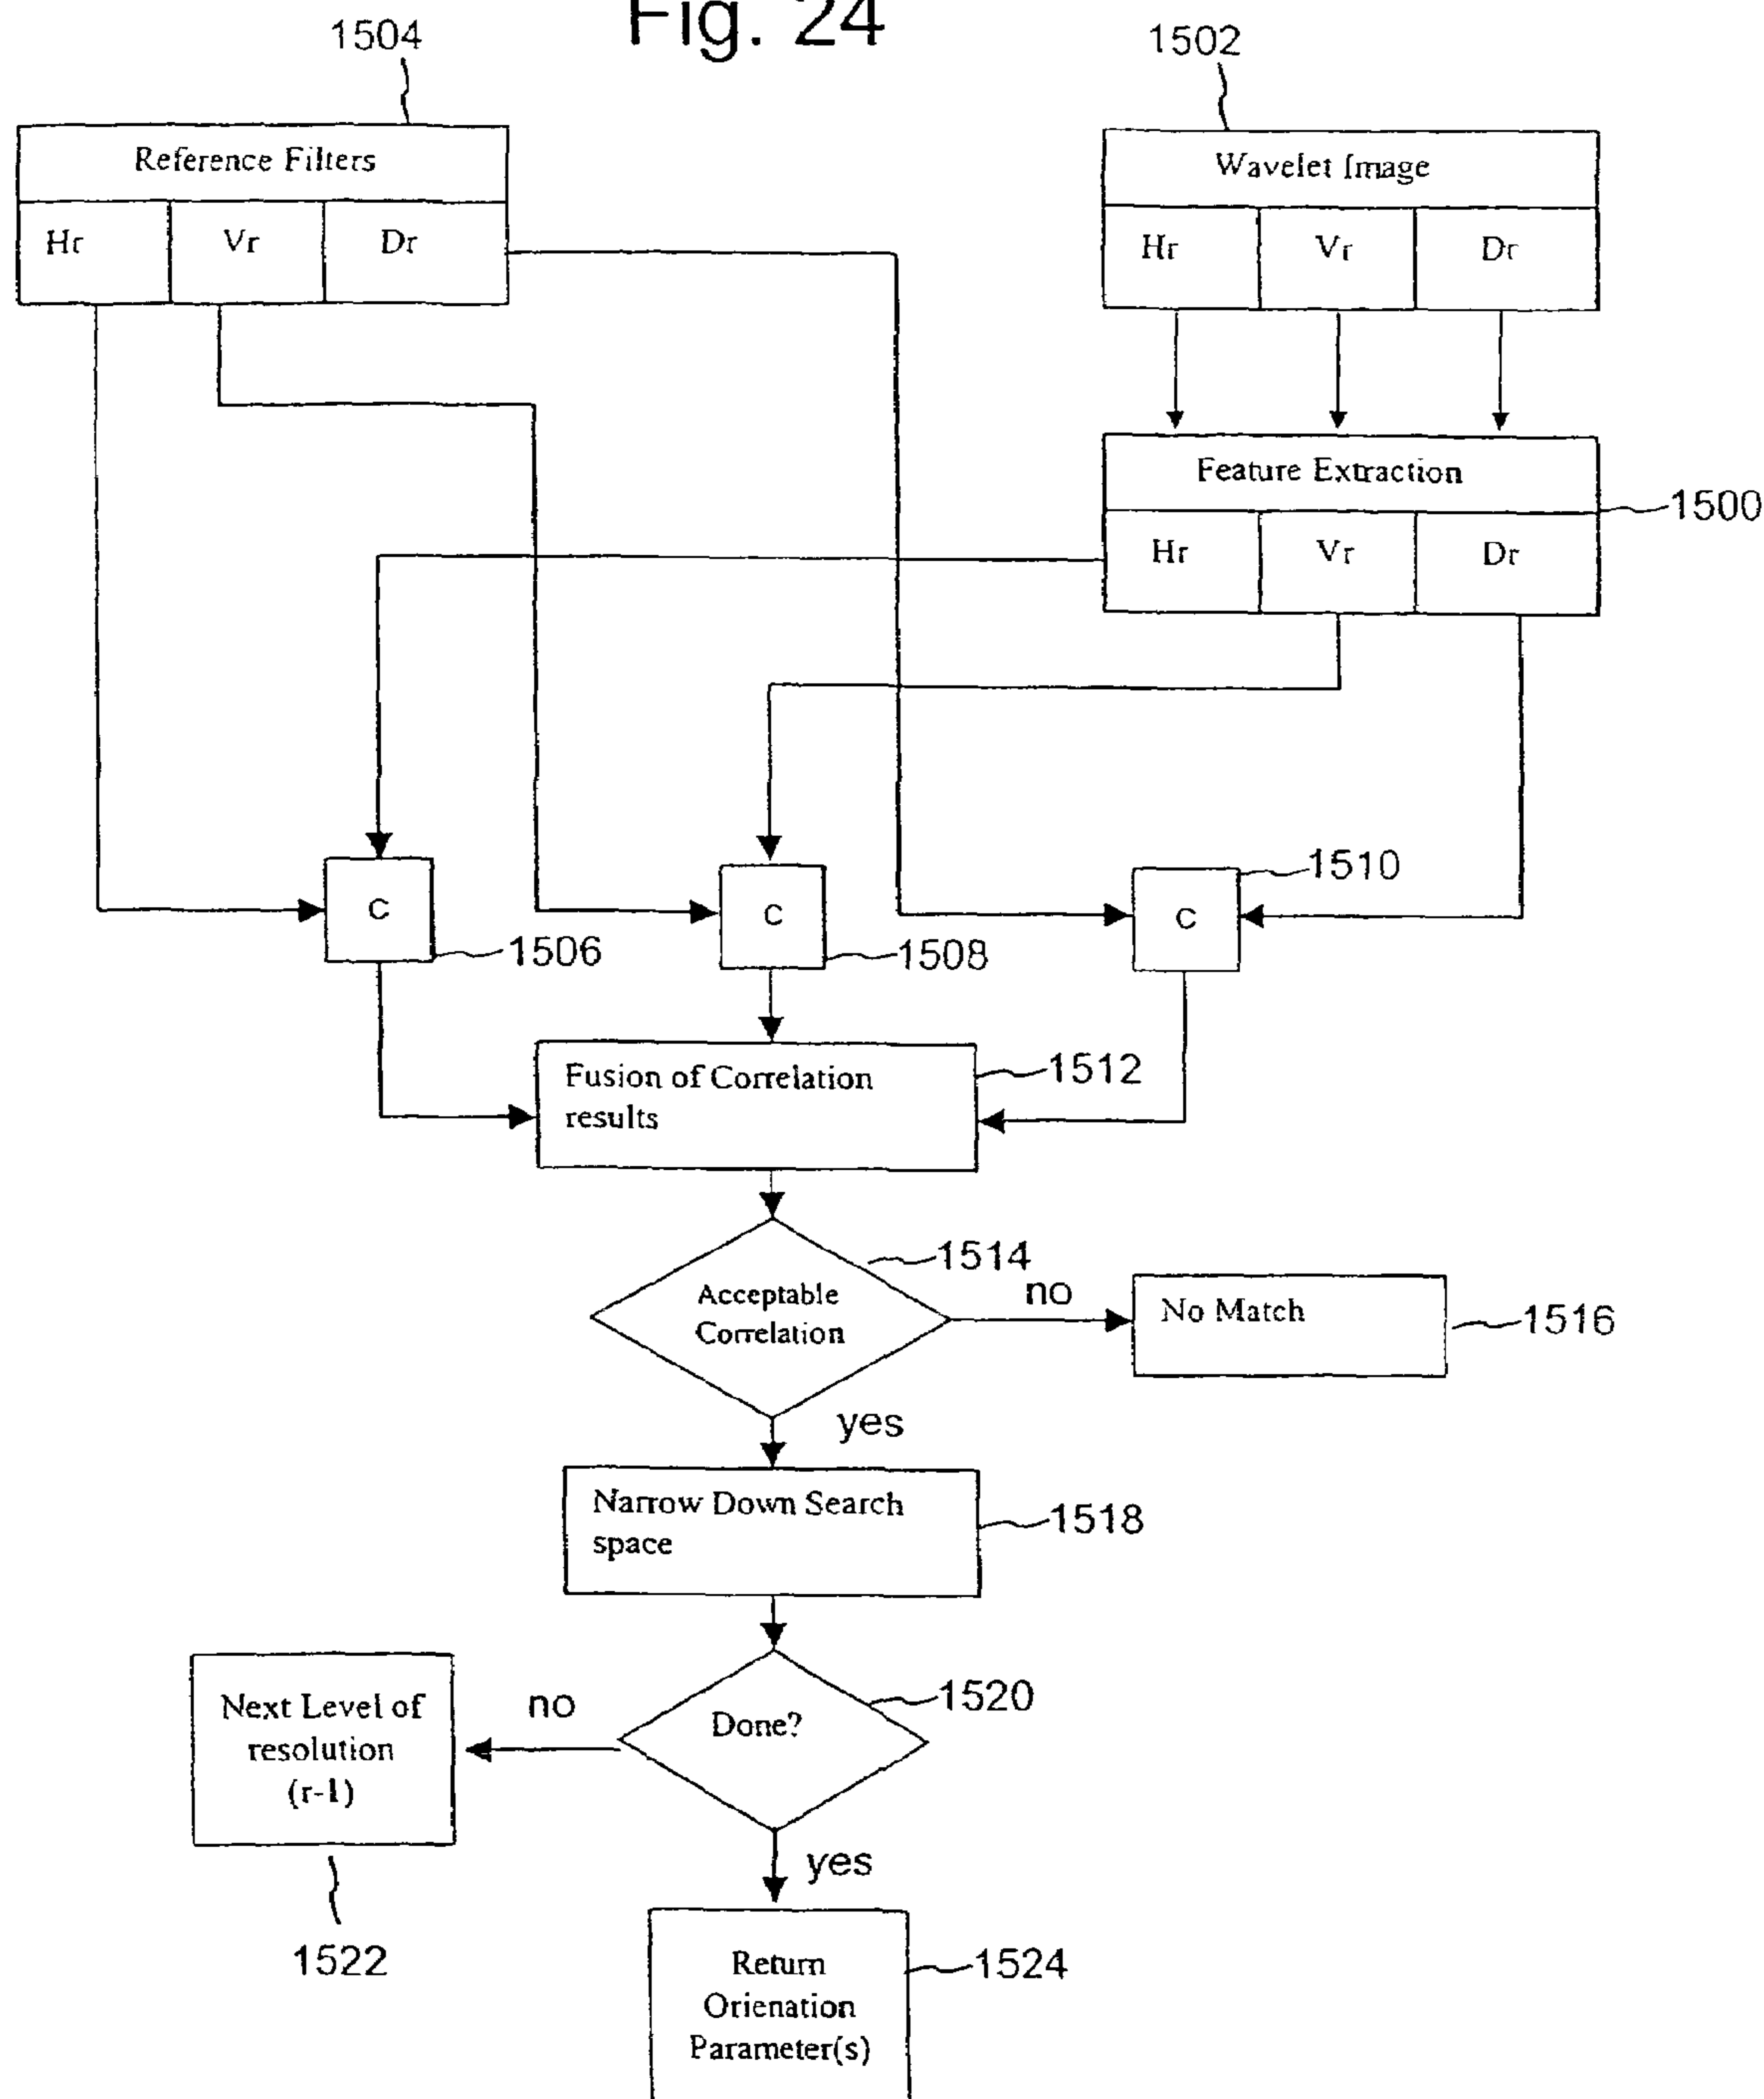 Fig. 24
1504
1502
Reference Filters
Hr Vr Dr
Wavelet Image
Hr Vr Dr
Feature Extraction
1500
Hr Vr Dr
C
1506
C
1508
C
1510
Fusion of Correlation
results
1512
Acceptable
Correlation
1514
no
No Match
1516
yes
Narrow Down Search
space
1518
Done?
1520
no
Next Level of
resolution
(r-1)
1522
yes
Return
Orienation
Parameter(s)
1524